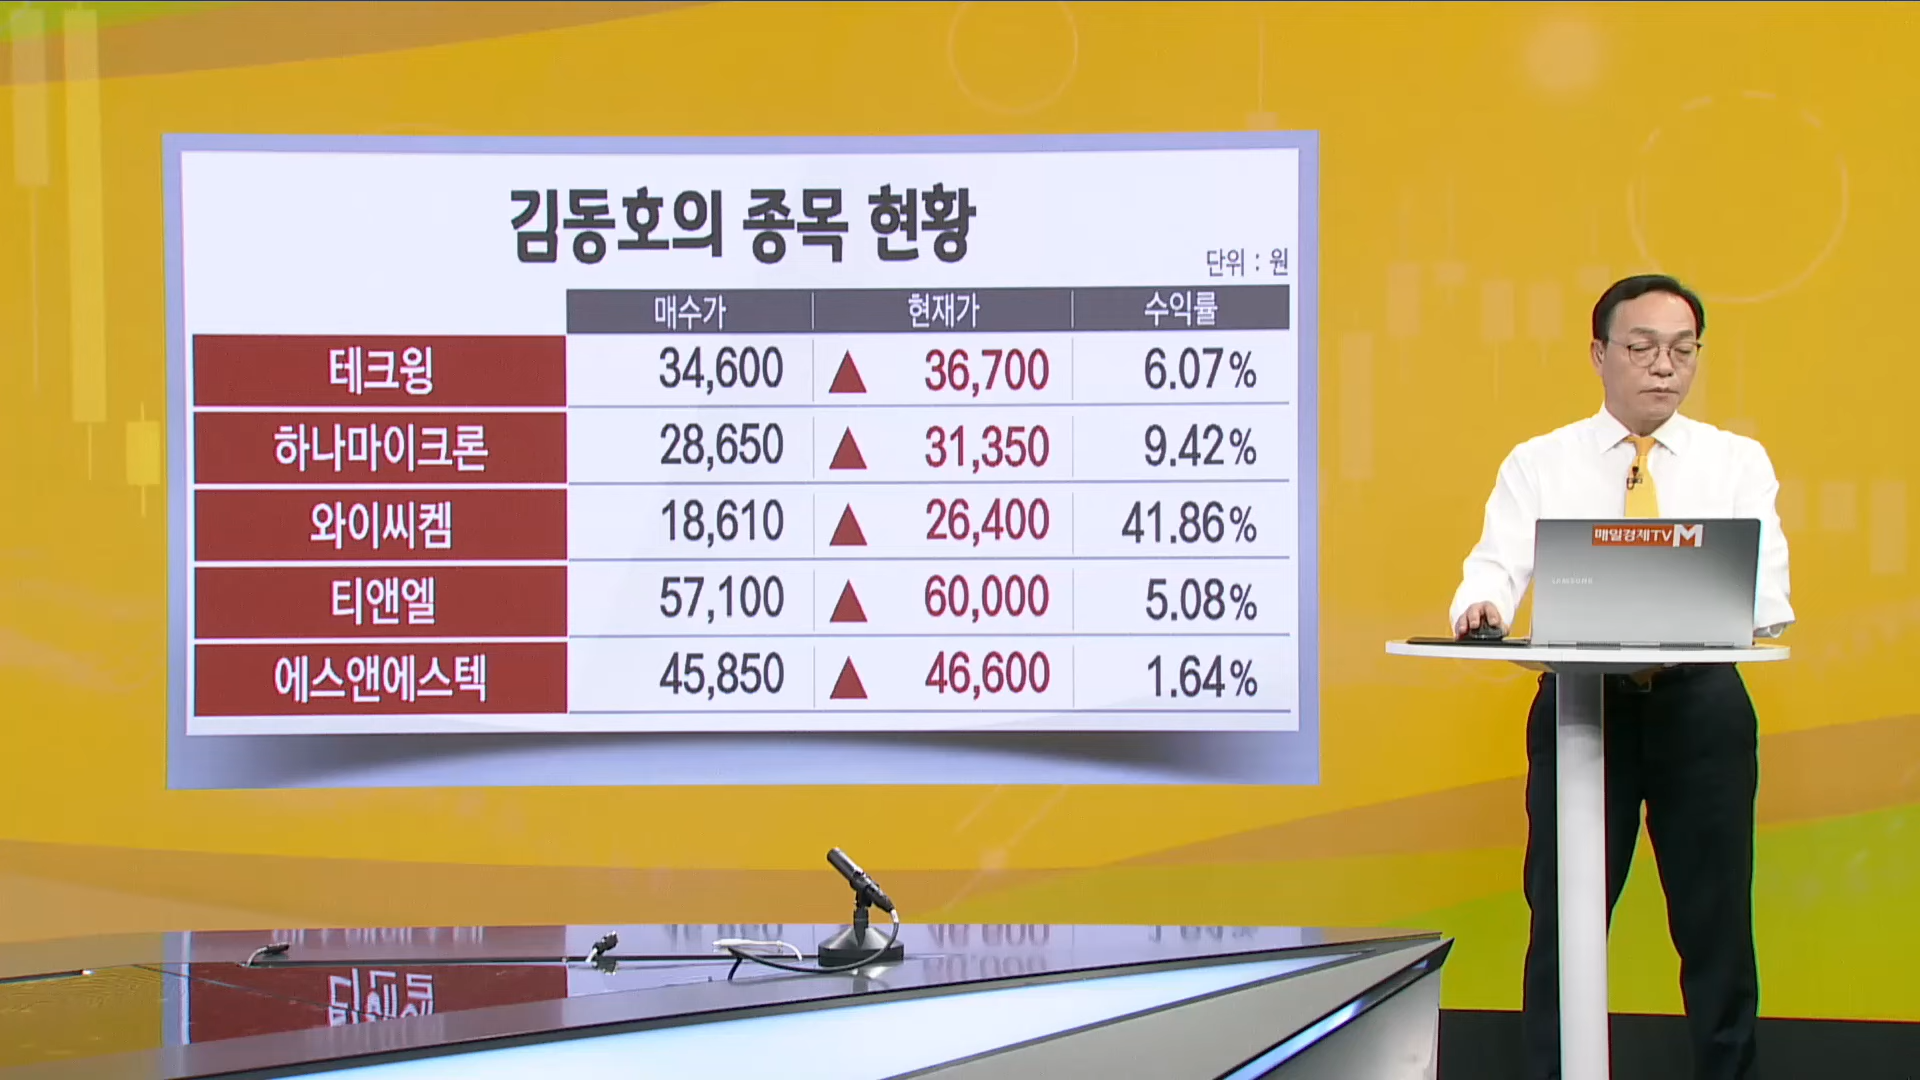 김동호의 종목 현황
단위 : 원
매수가 현재가 수익률
테크윙 34,600 ▲ 36,700 6.07%
하나마이크론 28,650 ▲ 31,350 9.42%
와이씨켐 18,610 ▲ 26,400 41.86%
티앤엘 57,100 ▲ 60,000 5.08%
에스앤에스텍 45,850 ▲ 46,600 1.64%
매일경제TV M
SAMSUNG